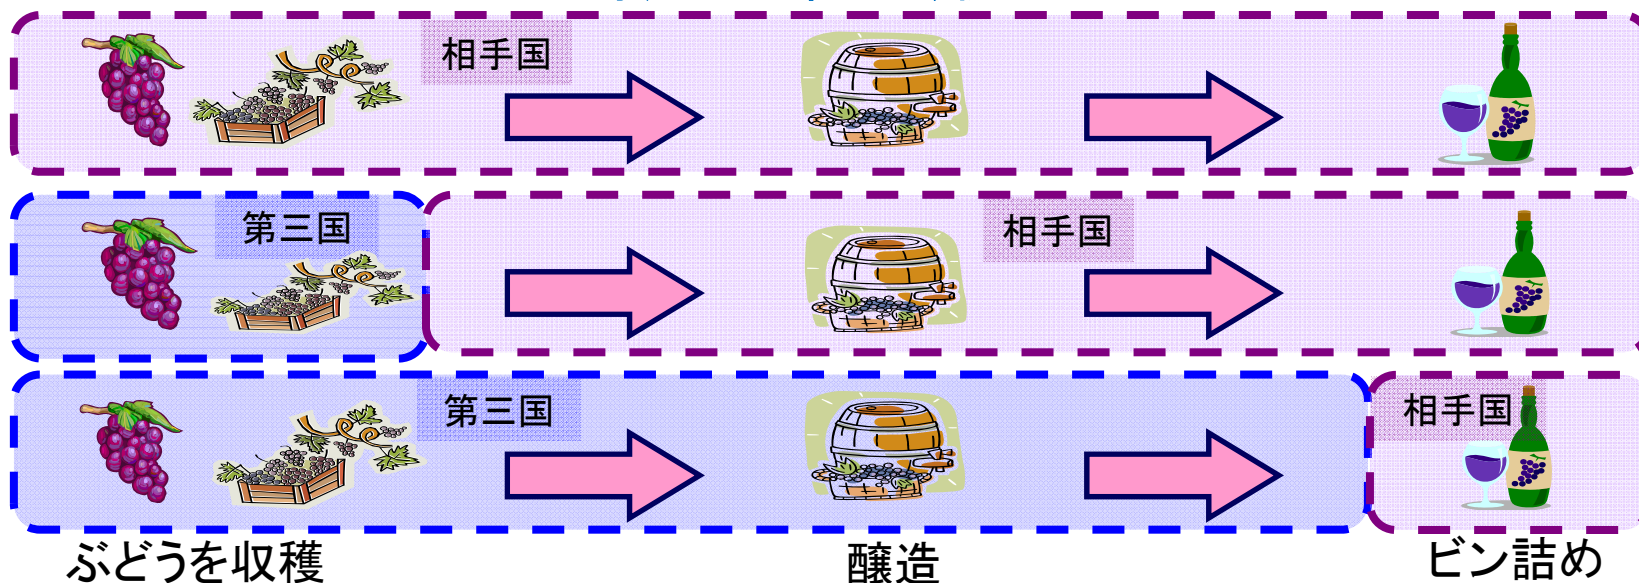 相手国
第三国
相手国
第三国
相手国
ぶどうを収穫
醸造
ビン詰め